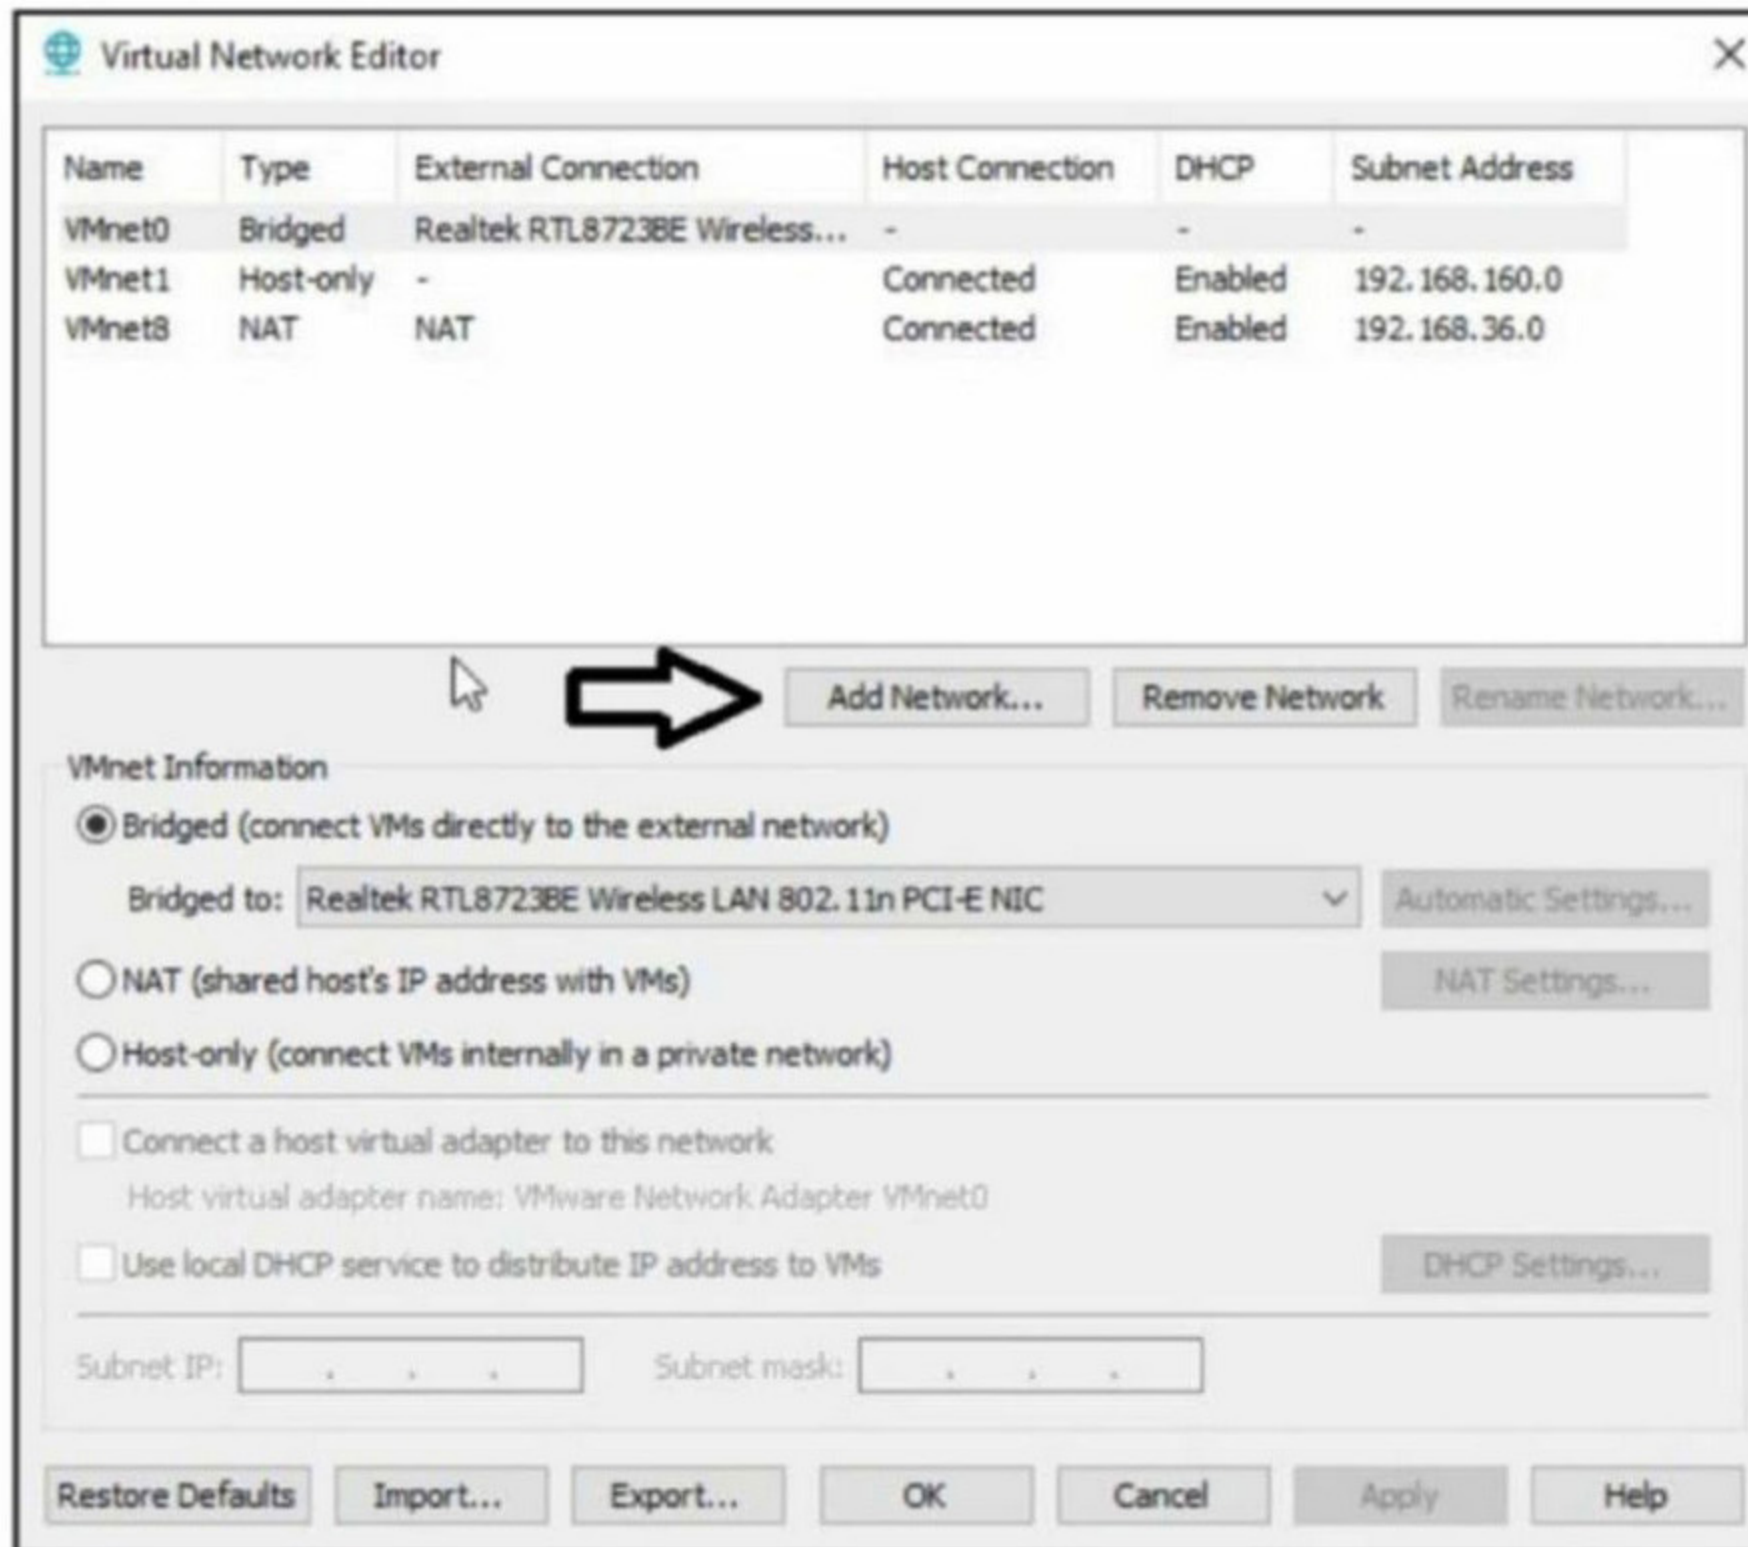 Virtual Network Editor
Name Type External Connection Host Connection DHCP Subnet Address
VMnet0 Bridged Realtek RTL8723BE Wireless... - - -
VMnet1 Host-only - Connected Enabled 192.168.160.0
VMnet8 NAT NAT Connected Enabled 192.168.36.0
Add Network... Remove Network Rename Network...
VMnet Information
Bridged (connect VMs directly to the external network)
Bridged to: Realtek RTL8723BE Wireless LAN 802.11n PCI-E NIC Automatic Settings...
NAT (shared host's IP address with VMs) NAT Settings...
Host-only (connect VMs internally in a private network)
Connect a host virtual adapter to this network
Host virtual adapter name: VMware Network Adapter VMnet0
Use local DHCP service to distribute IP address to VMs DHCP Settings...
Subnet IP: . . . Subnet mask: . . .
Restore Defaults Import... Export... OK Cancel Apply Help